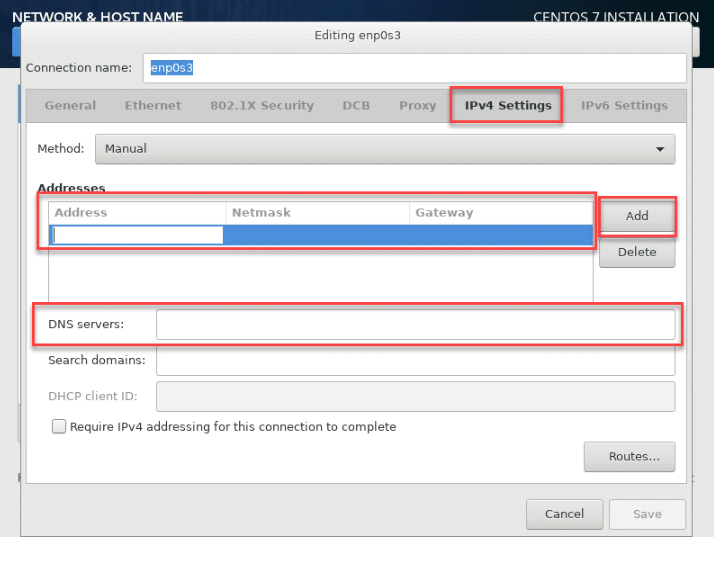 NETWORK & HOST NAME
CENTOS 7 INSTALLATION
Editing enp0s3
Connection name: enp0s3
General Ethernet 802.1X Security DCB Proxy IPv4 Settings IPv6 Settings
Method: Manual
Addresses
Address Netmask Gateway
Add
Delete
DNS servers:
Search domains:
DHCP client ID:
Require IPv4 addressing for this connection to complete
Routes...
Cancel Save